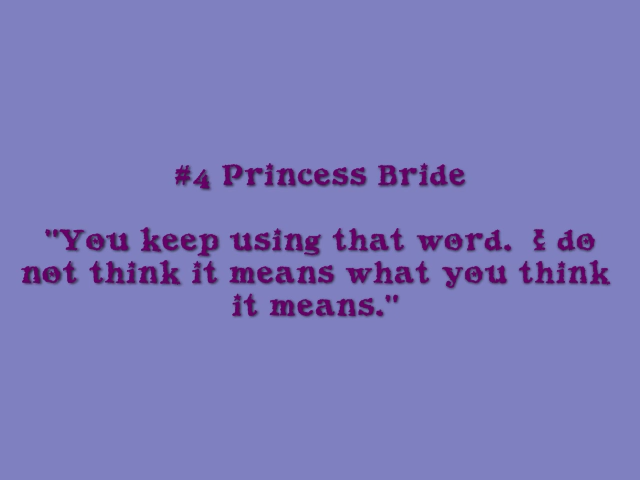 #4 Princess Bride
"You keep using that word. I do
not think it means what you think
it means."